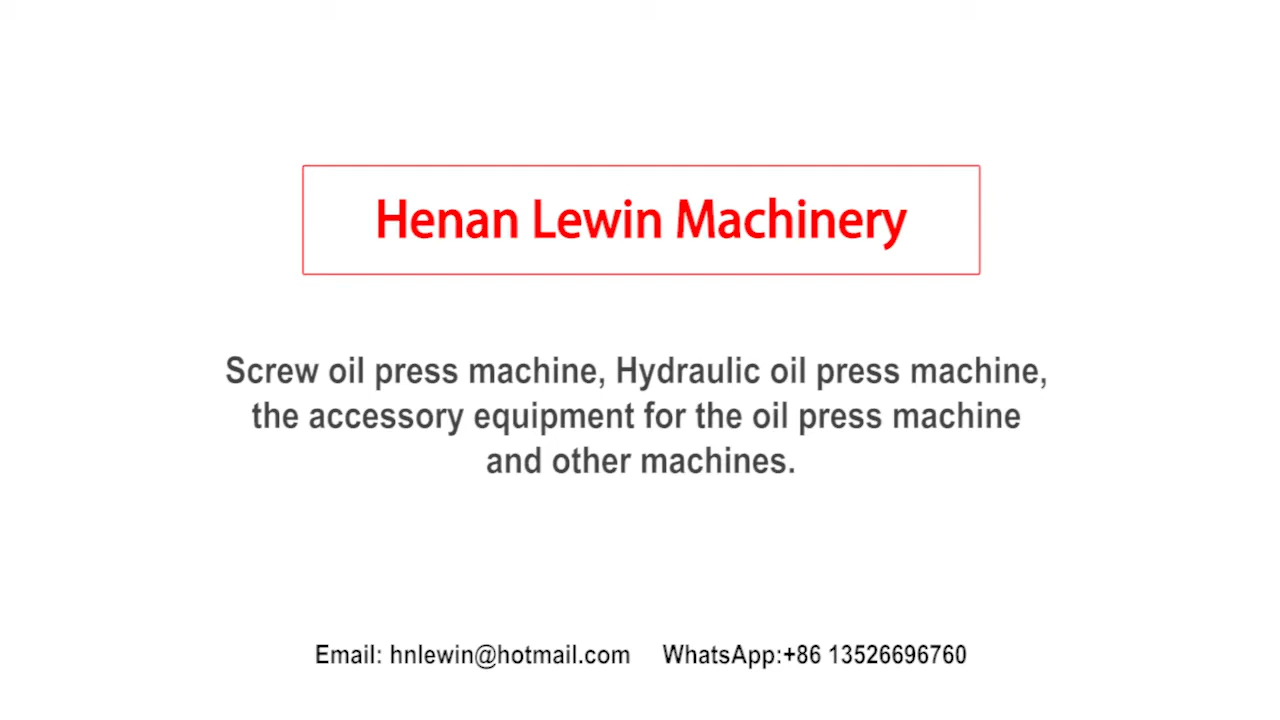 Henan Lewin Machinery
Screw oil press machine, Hydraulic oil press machine,
the accessory equipment for the oil press machine
and other machines.
Email: hnlewin@hotmail.com WhatsApp:+86 13526696760